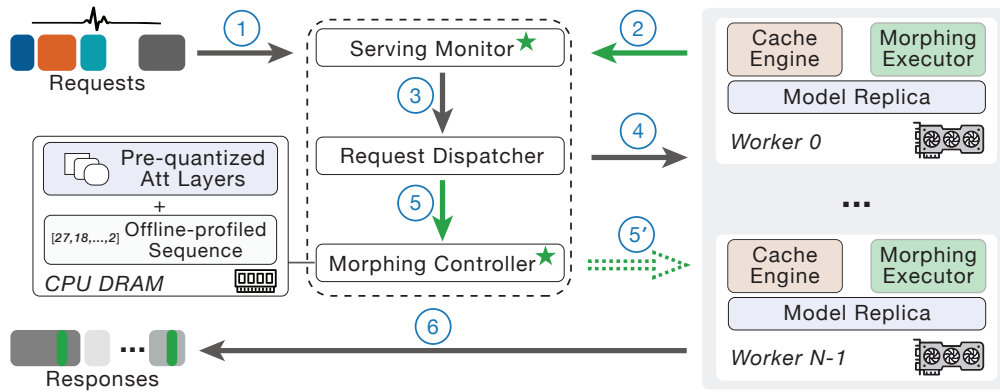 1
2
Serving Monitor
Cache
Engine
Morphing
Executor
Requests
3
Model Replica
4
Worker 0
Pre-quantized
Att Layers
Request Dispatcher
+
5
...
[27,18,...,2]
Offline-profiled
Sequence
5′
Morphing Controller
Cache
Engine
Morphing
Executor
CPU DRAM
Model Replica
6
...
Worker N-1
Responses